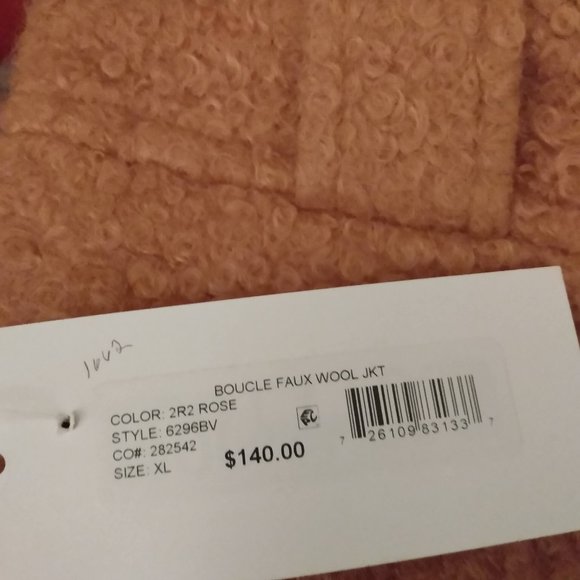 BOUCLE FAUX WOOL JKT
COLOR: 2R2 ROSE
STYLE: 6296BV
CO#: 282542
SIZE: XL
$140.00
7 26109 83133 7